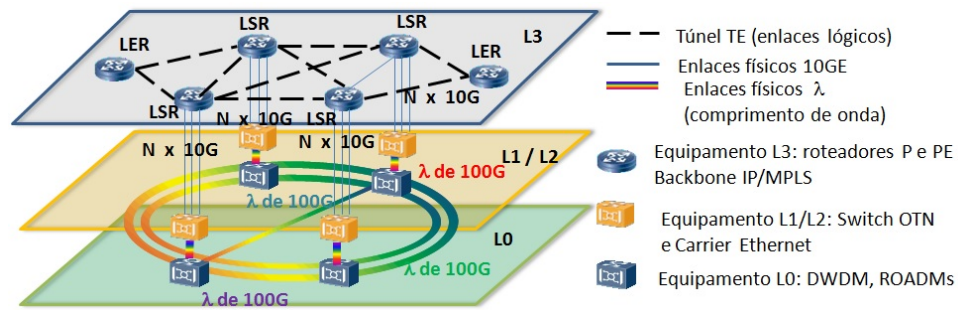 LSR
LSR
L3
LER
LER
LSR
LSR
N x 10G
N x 10G
N x 10G
N x 10G
L1 / L2
λ de 100G
λ de 100G
L0
λ de 100G
λ de 100G
Túnel TE (enlaces lógicos)
Enlaces físicos 10GE
Enlaces físicos λ
(comprimento de onda)
Equipamento L3: roteadores P e PE
Backbone IP/MPLS
Equipamento L1/L2: Switch OTN
e Carrier Ethernet
Equipamento L0: DWDM, ROADMs